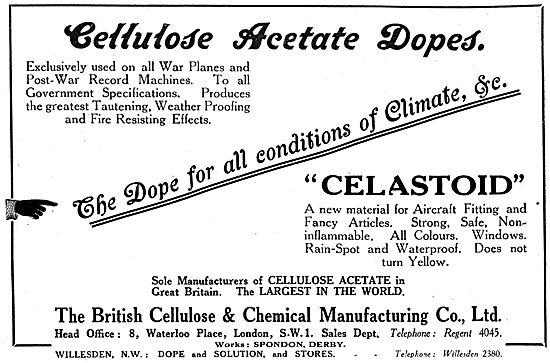 Cellulose Acetate Dopes.
Exclusively used on all War Planes and
Post-War Record Machines. To all
Government Specifications. Produces
the greatest Tautening, Weather Proofing
and Fire Resisting Effects.
The Dope for all conditions of Climate, &c.
"CELASTOID"
A new material for Aircraft Fitting and
Fancy Articles. Strong, Safe, Non-
inflammable, All Colours. Windows.
Rain-Spot and Waterproof. Does not
turn Yellow.
Sole Manufacturers of CELLULOSE ACETATE in
Great Britain. The LARGEST IN THE WORLD.
The British Cellulose & Chemical Manufacturing Co., Ltd.
Head Office : 8, Waterloo Place, London, S.W.1. Sales Dept. Telephone : Regent 4045.
Works : SPONDON, DERBY.
WILLESDEN, N.W. : DOPE and SOLUTION, and STORES. - - Telephone : Willesden 2380.